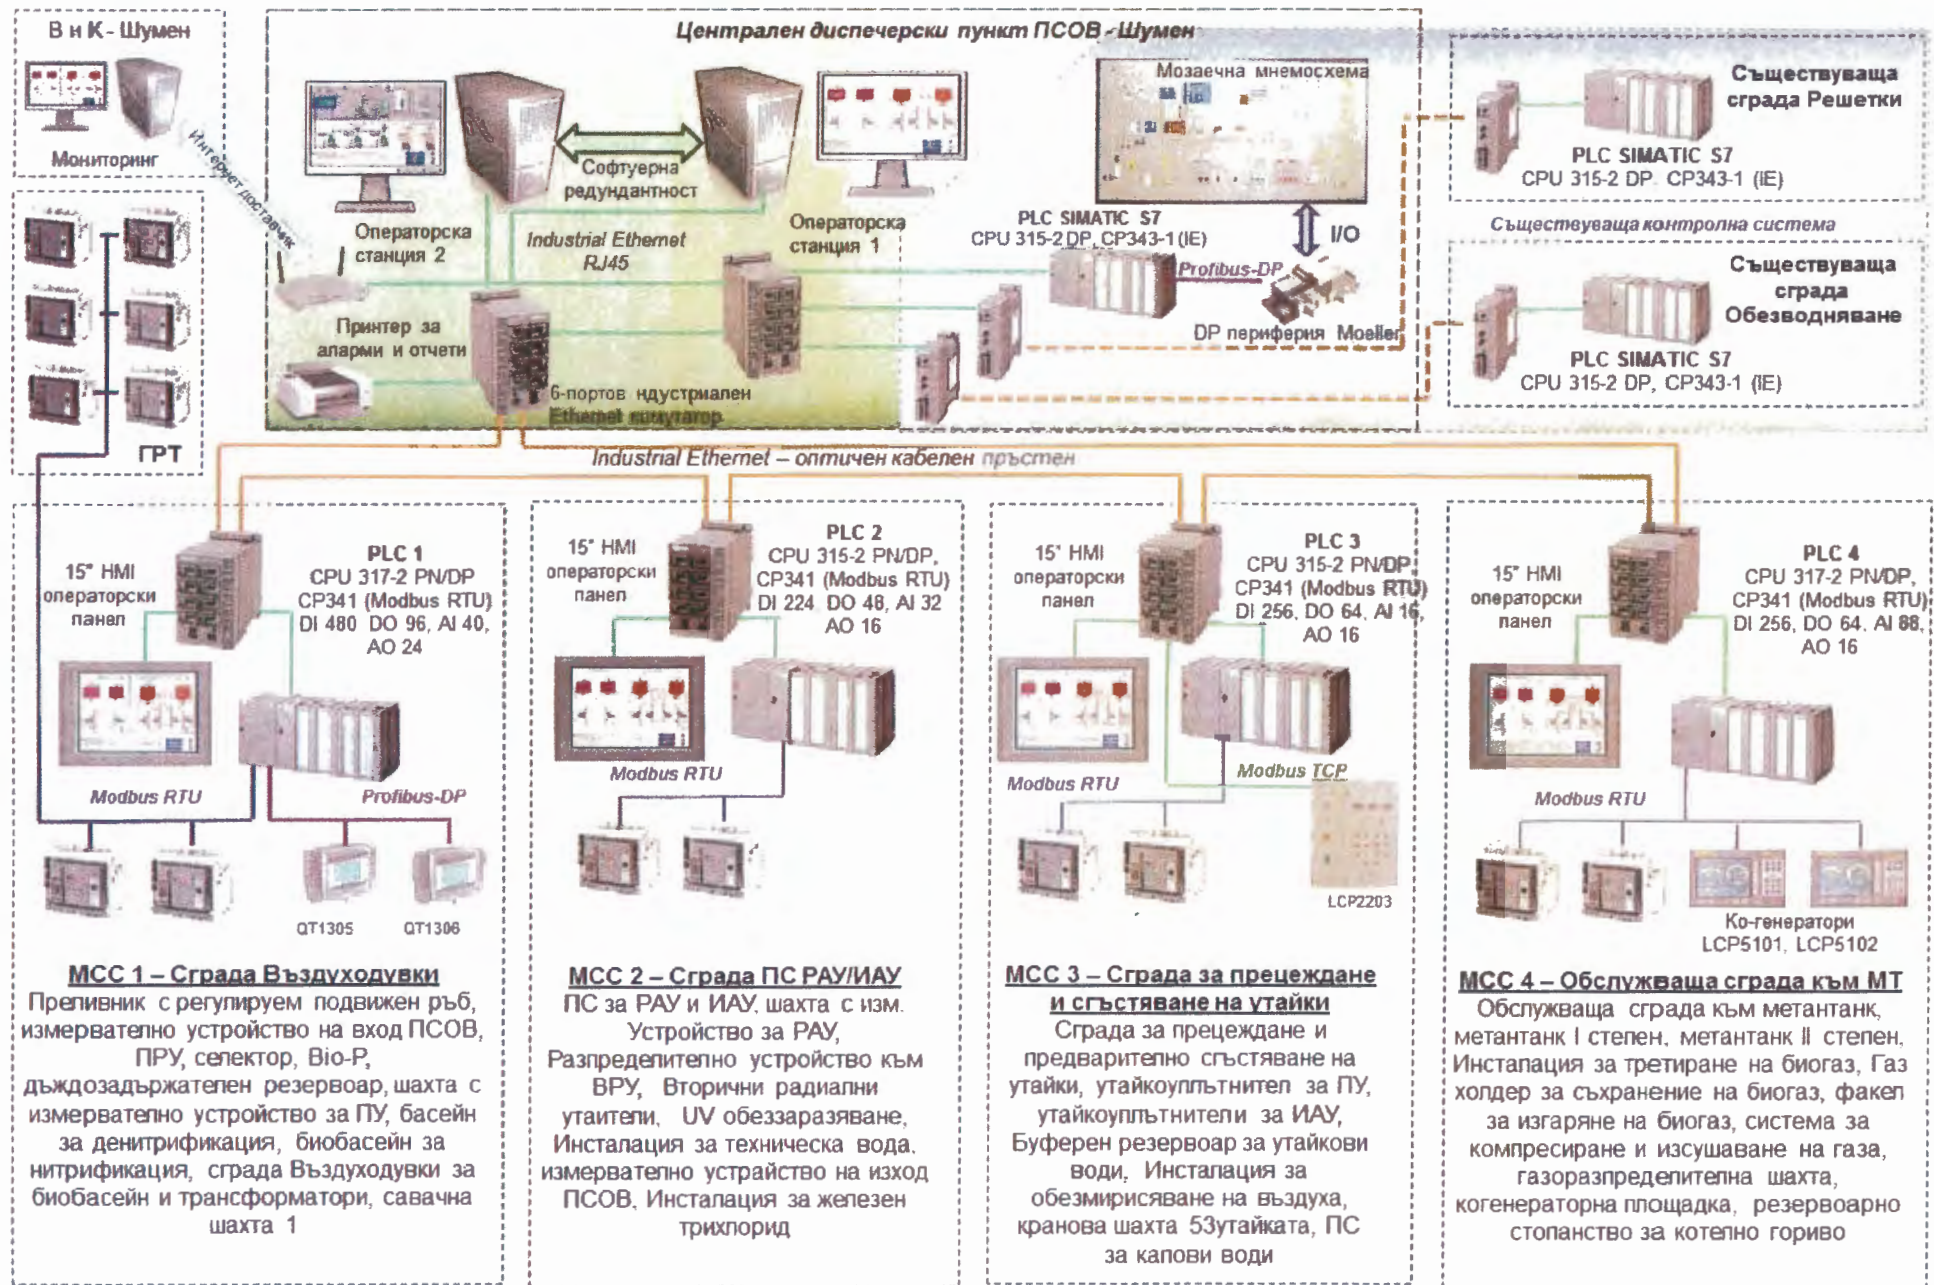 В и К - Шумен
Мониторинг
Интернет доставчик
ГРТ
Централен диспечерски пункт ПСОВ - Шумен
Софтуерна
редундантност
Операторска
станция 2
Industrial Ethernet
RJ45
Операторска
станция 1
Принтер за
аларми и отчети
6-портов ндустриален
Ethernet комутатор
Мозаечна мнемосхема
PLC SIMATIC S7
CPU 315-2 DP, CP343-1 (IE)
I/O
Profibus-DP
DP периферия Moeller
Съществуваща
сграда Решетки
PLC SIMATIC S7
CPU 315-2 DP, CP343-1 (IE)
Съществуваща контролна система
Съществуваща
сграда
Обезводняване
PLC SIMATIC S7
CPU 315-2 DP, CP343-1 (IE)
Industrial Ethernet – оптичен кабелен пръстен
15" HMI
операторски
панел
PLC 1
CPU 317-2 PN/DP
CP341 (Modbus RTU)
DI 480 DO 96, AI 40,
AO 24
Modbus RTU
Profibus-DP
QT1305
QT1306
МСС 1 – Сграда Въздуходувки
Преливник с регулируем подвижен ръб,
измервателно устройство на вход ПСОВ,
ПРУ, селектор, Bio-P,
дъждозадържателен резервоар, шахта с
измервателно устройство за ПУ, басейн
за денитрификация, биобасейн за
нитрификация, сграда Въздуходувки за
биобасейн и трансформатори, савачна
шахта 1
15" HMI
операторски
панел
PLC 2
CPU 315-2 PN/DP,
CP341 (Modbus RTU)
DI 224 DO 48, AI 32
AO 16
Modbus RTU
МСС 2 – Сграда ПС РАУ/ИАУ
ПС за РАУ и ИАУ, шахта с изм.
Устройство за РАУ,
Разпределително устройство към
ВРУ, Вторични радиални
утаители, UV обеззаразяване,
Инсталация за техническа вода,
измервателно устрайство на изход
ПСОВ, Инсталация за железен
трихлорид
15" HMI
операторски
панел
PLC 3
CPU 315-2 PN/DP,
CP341 (Modbus RTU)
DI 256, DO 64, AI 16,
AO 16
Modbus RTU
Modbus TCP
LCP2203
МСС 3 – Сграда за прецеждане
и сгъстяване на утайки
Сграда за прецеждане и
предварително сгъстяване на
утайки, утайкоуплътнител за ПУ,
утайкоуплътнители за ИАУ,
Буферен резервоар за утайкови
води, Инсталация за
обезмирисяване на въздуха,
кранова шахта 53утайката, ПС
за калови води
15" HMI
операторски
панел
PLC 4
CPU 317-2 PN/DP,
CP341 (Modbus RTU)
DI 256, DO 64, AI 88,
AO 16
Modbus RTU
Ко-генератори
LCP5101, LCP5102
МСС 4 – Обслужваща сграда към МТ
Обслужваща сграда към метантанк,
метантанк I степен, метантанк II степен,
Инсталация за третиране на биогаз, Газ
холдер за съхранение на биогаз, факел
за изгаряне на биогаз, система за
компресиране и изсушаване на газа,
газоразпределителна шахта,
когенераторна площадка, резервоарно
стопанство за котелно гориво